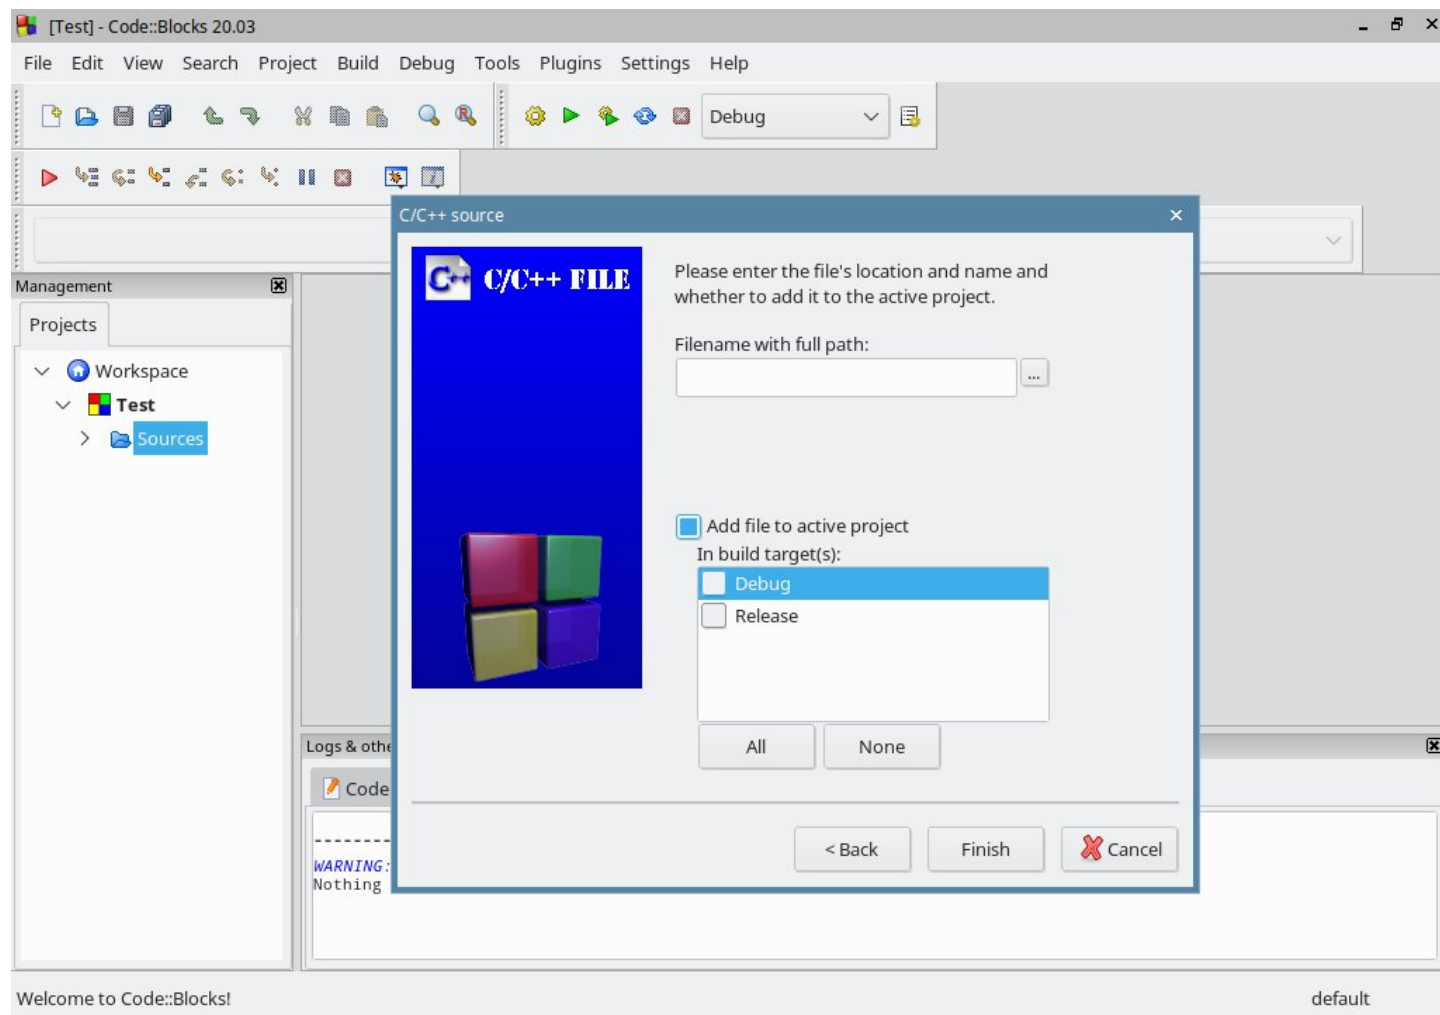 [Test] - Code::Blocks 20.03
File Edit View Search Project Build Debug Tools Plugins Settings Help
Debug
C/C++ source
Management
Projects
Workspace
Test
Sources
C++ C/C++ FILE
Please enter the file's location and name and
whether to add it to the active project.
Filename with full path:
...
Add file to active project
In build target(s):
Debug
Release
All None
< Back Finish Cancel
Logs & othe
Code
--------
WARNING:
Nothing
Welcome to Code::Blocks! default